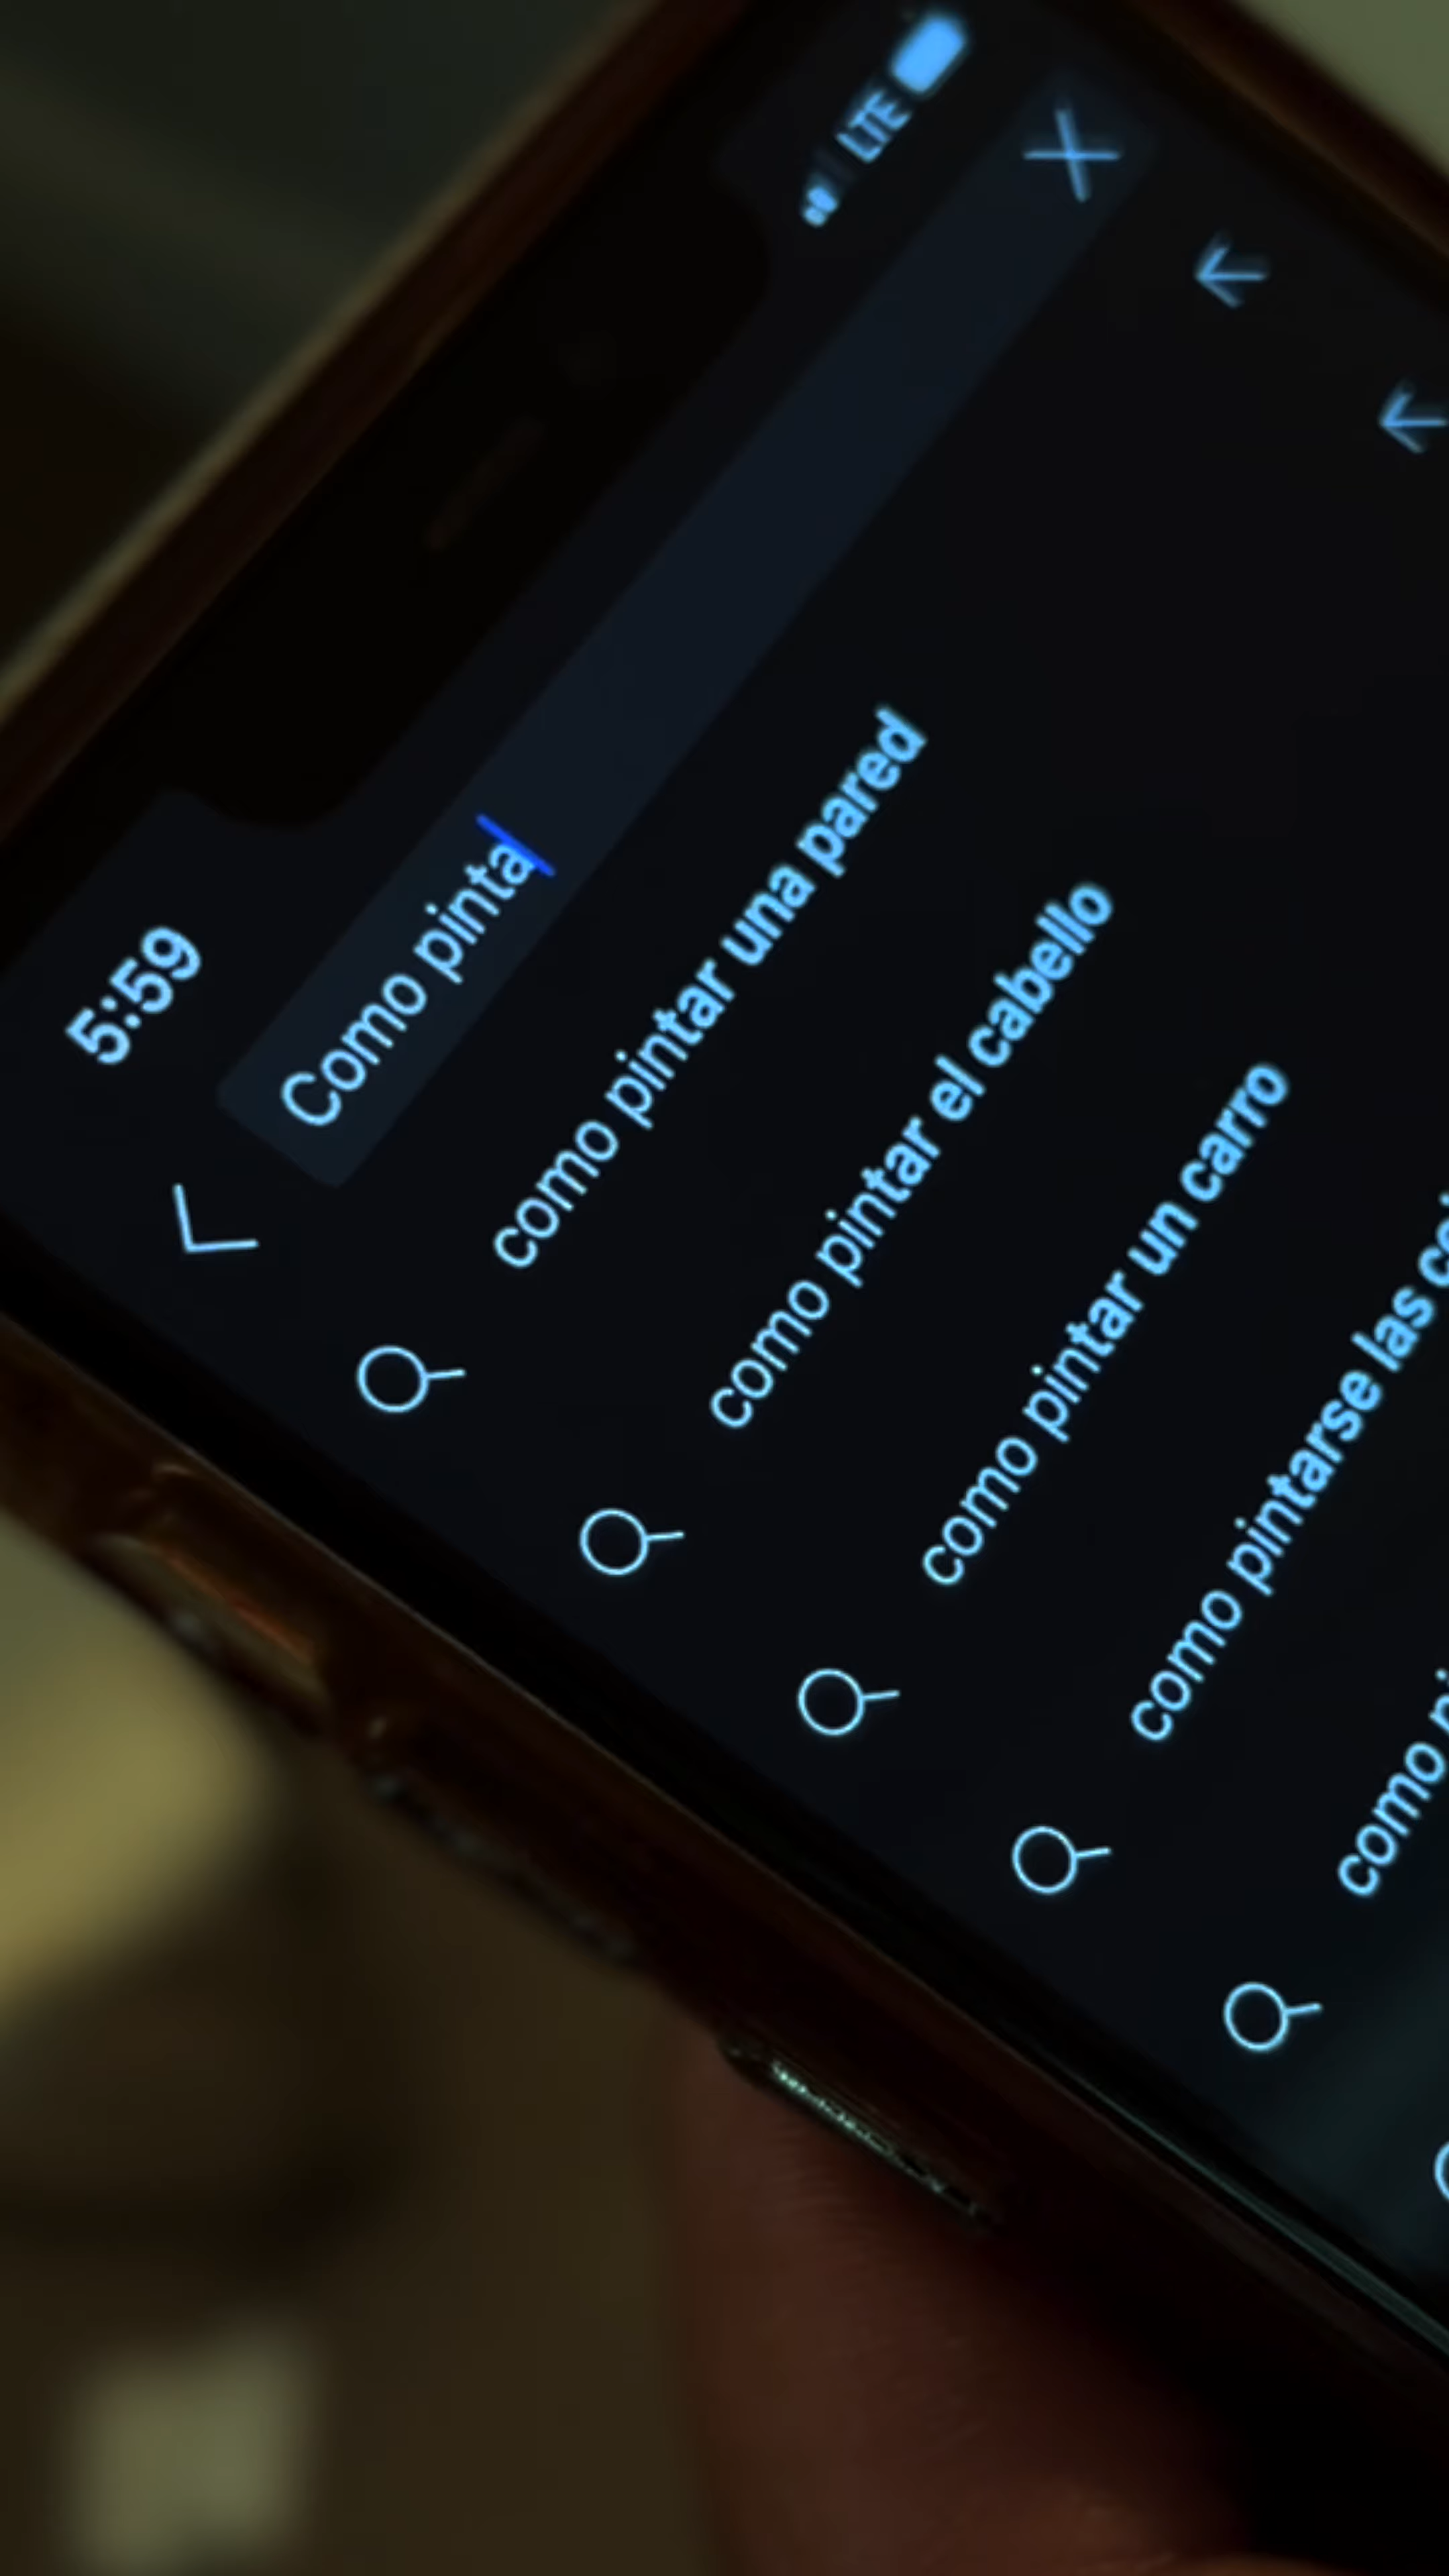 5:59
LTE
Como pinta
como pintar una pared
como pintar el cabello
como pintar un carro
como pintarse las
como